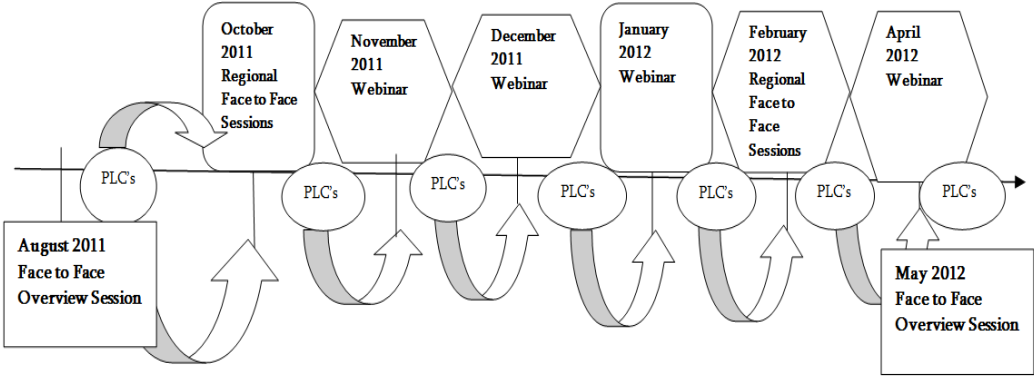 October
2011
Regional
Face to Face
Sessions
November
2011
Webinar
December
2011
Webinar
January
2012
Webinar
February
2012
Regional
Face to
Face
Sessions
April
2012
Webinar
PLC's
PLC's
PLC's
PLC's
PLC's
PLC's
PLC's
August 2011
Face to Face
Overview Session
May 2012
Face to Face
Overview Session